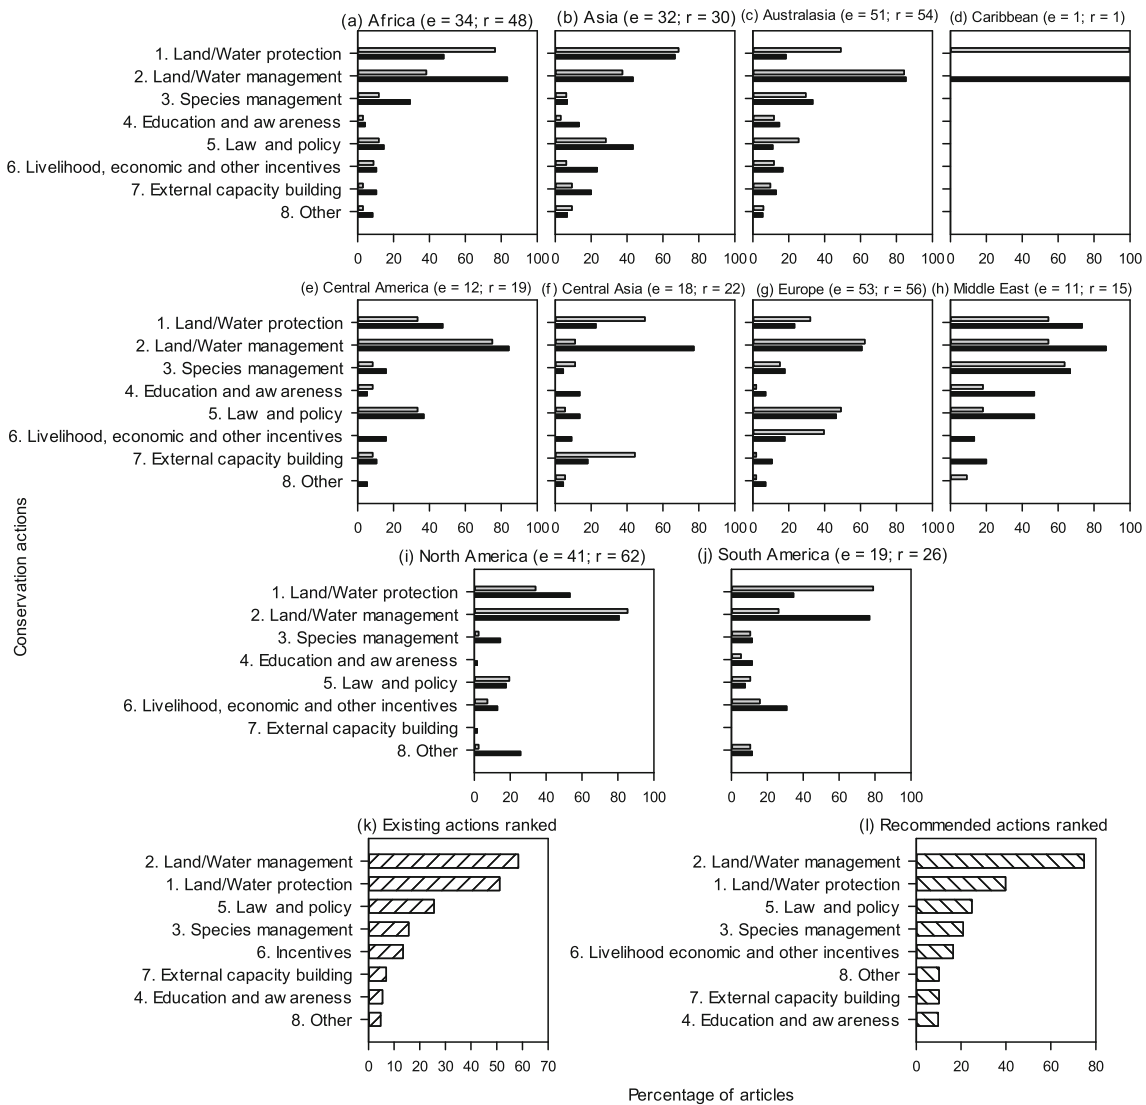 (a) Africa (e = 34; r = 48)
(b) Asia (e = 32; r = 30)
(c) Australasia (e = 51; r = 54)
(d) Caribbean (e = 1; r = 1)
1. Land/Water protection
2. Land/Water management
3. Species management
4. Education and aw areness
5. Law and policy
6. Livelihood, economic and other incentives
7. External capacity building
8. Other
0 20 40 60 80 100
0 20 40 60 80 100
0 20 40 60 80 100
0 20 40 60 80 100
(e) Central America (e = 12; r = 19)
(f) Central Asia (e = 18; r = 22)
(g) Europe (e = 53; r = 56)
(h) Middle East (e = 11; r = 15)
1. Land/Water protection
2. Land/Water management
3. Species management
4. Education and aw areness
5. Law and policy
6. Livelihood, economic and other incentives
7. External capacity building
8. Other
0 20 40 60 80 100
0 20 40 60 80 100
0 20 40 60 80 100
0 20 40 60 80 100
Conservation actions
(i) North America (e = 41; r = 62)
(j) South America (e = 19; r = 26)
1. Land/Water protection
2. Land/Water management
3. Species management
4. Education and aw areness
5. Law and policy
6. Livelihood, economic and other incentives
7. External capacity building
8. Other
0 20 40 60 80 100
0 20 40 60 80 100
(k) Existing actions ranked
2. Land/Water management
1. Land/Water protection
5. Law and policy
3. Species management
6. Incentives
7. External capacity building
4. Education and aw areness
8. Other
0 10 20 30 40 50 60 70
(l) Recommended actions ranked
2. Land/Water management
1. Land/Water protection
5. Law and policy
3. Species management
6. Livelihood economic and other incentives
8. Other
7. External capacity building
4. Education and aw areness
0 20 40 60 80
Percentage of articles